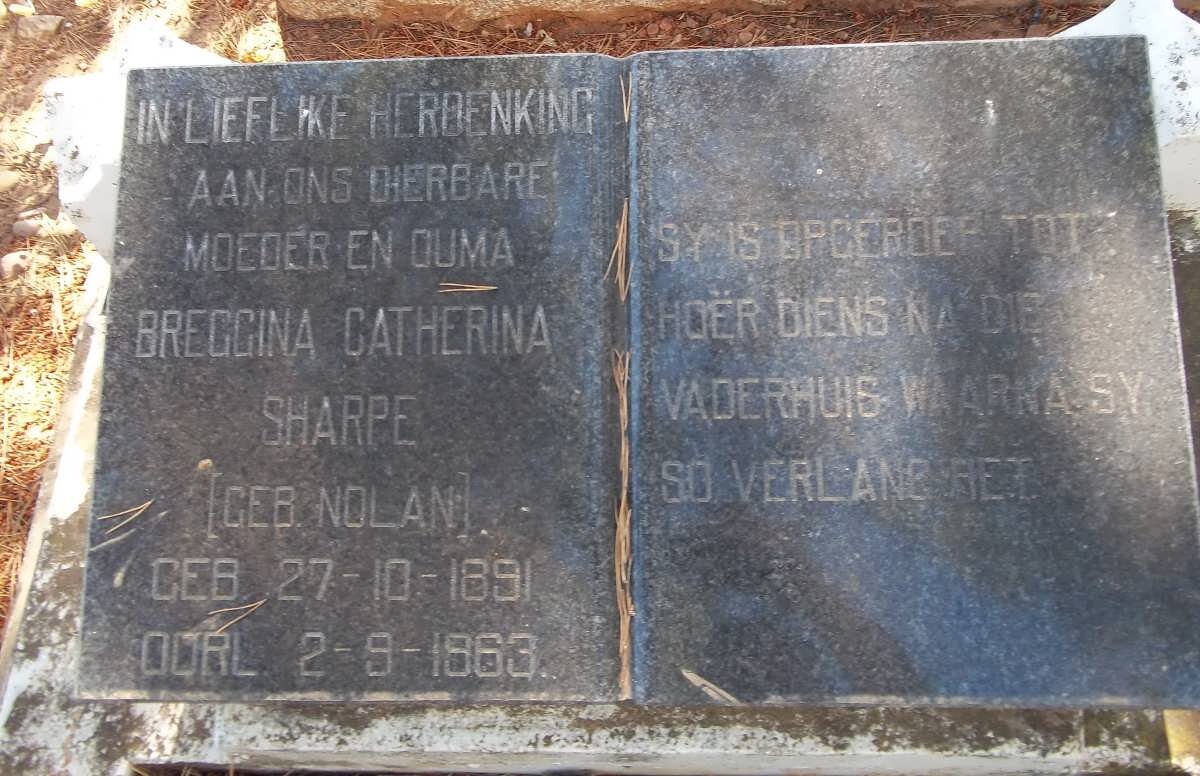 IN LIEFLIKE HERDENKING
AAN ONS DIERBARE
MOEDER EN OUMA
BREGGINA CATHERINA
SHARPE
[GEB. NOLAN]
GEB. 27-10-1891
OORL. 2-9-1863.
SY IS OPGEROEP TOT
HOËR DIENS NA DIE
VADERHUIS WAARNA SY
SO VERLANG HET.